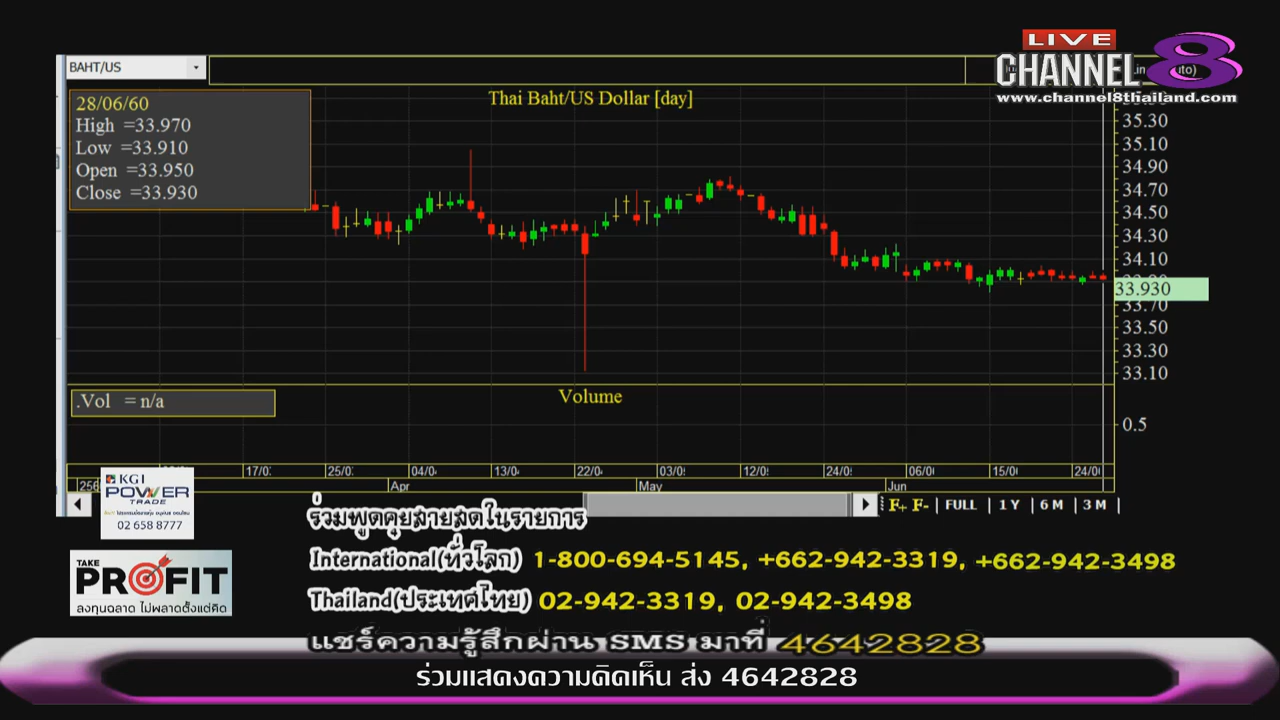 LIVE
CHANNEL 8
www.channel8thailand.com
BAHT/US
Thai Baht/US Dollar [day]
28/06/60
High =33.970
Low =33.910
Open =33.950
Close =33.930
35.30
35.10
34.90
34.70
34.50
34.30
34.10
33.930
33.70
33.50
33.30
33.10
Volume
.Vol = n/a
0.5
17/0 25/0 04/0 13/0 22/0 03/0 12/0 24/0 06/0 15/0 24/0
256 Apr May Jun
F+ F- | FULL | 1 Y | 6 M | 3 M |
KGI
POWER
TRADE
02 658 8777
ร่วมพูดคุยสายสดในรายการ
International(ทั่วโลก) 1-800-694-5145, +662-942-3319, +662-942-3498
TAKE
PROFIT
ลงทุนฉลาด ไม่พลาดตั้งแต่คิด
Thailand(ประเทศไทย) 02-942-3319, 02-942-3498
แชร์ความรู้สึกผ่าน SMS มาที่ 4642828
ร่วมแสดงความคิดเห็น ส่ง 4642828